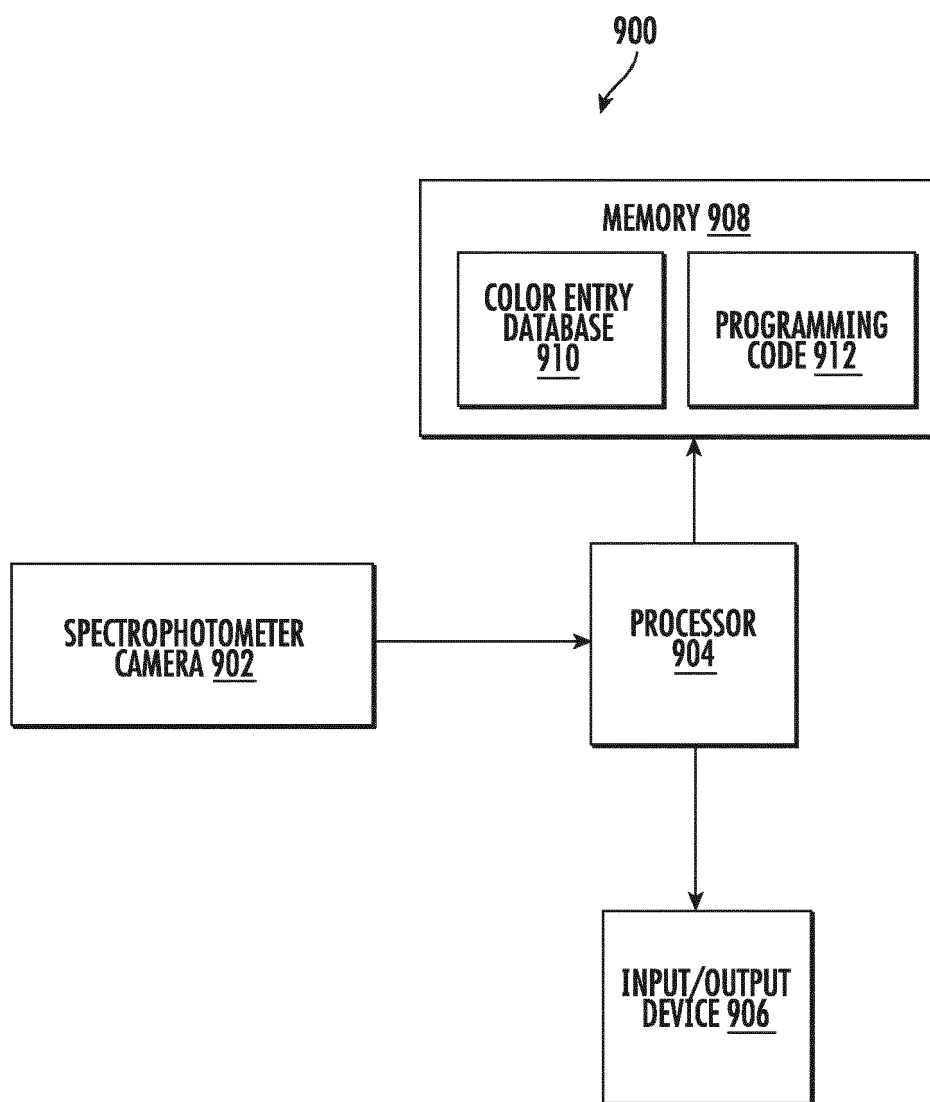 900
MEMORY 908
COLOR ENTRY
DATABASE
910
PROGRAMMING
CODE 912
SPECTROPHOTOMETER
CAMERA 902
PROCESSOR
904
INPUT/OUTPUT
DEVICE 906